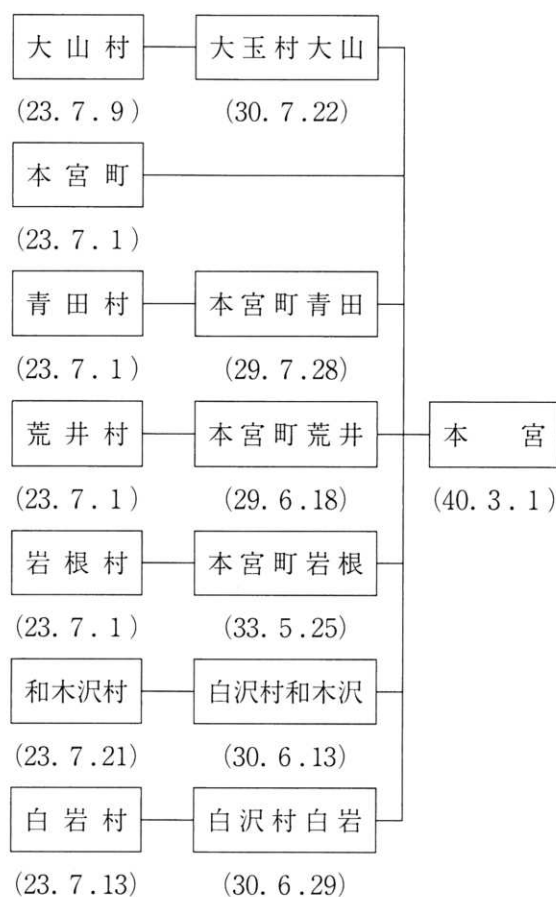 大山村 大玉村大山
(23.7.9) (30.7.22)
本宮町
(23.7.1)
青田村 本宮町青田
(23.7.1) (29.7.28)
荒井村 本宮町荒井 本宮
(23.7.1) (29.6.18) (40.3.1)
岩根村 本宮町岩根
(23.7.1) (33.5.25)
和木沢村 白沢村和木沢
(23.7.21) (30.6.13)
白岩村 白沢村白岩
(23.7.13) (30.6.29)